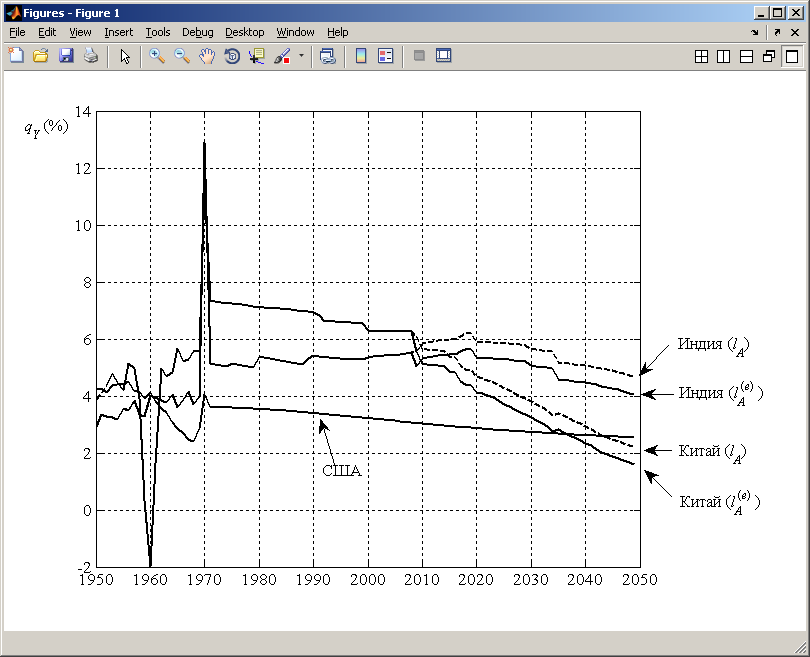 Figures - Figure 1
File Edit View Insert Tools Debug Desktop Window Help
14
q_Y (%)
12
10
8
6
4
2
0
-2
1950 1960 1970 1980 1990 2000 2010 2020 2030 2040 2050
США
Индия (l_A)
Индия (l_A^(в))
Китай (l_A)
Китай (l_A^(в))